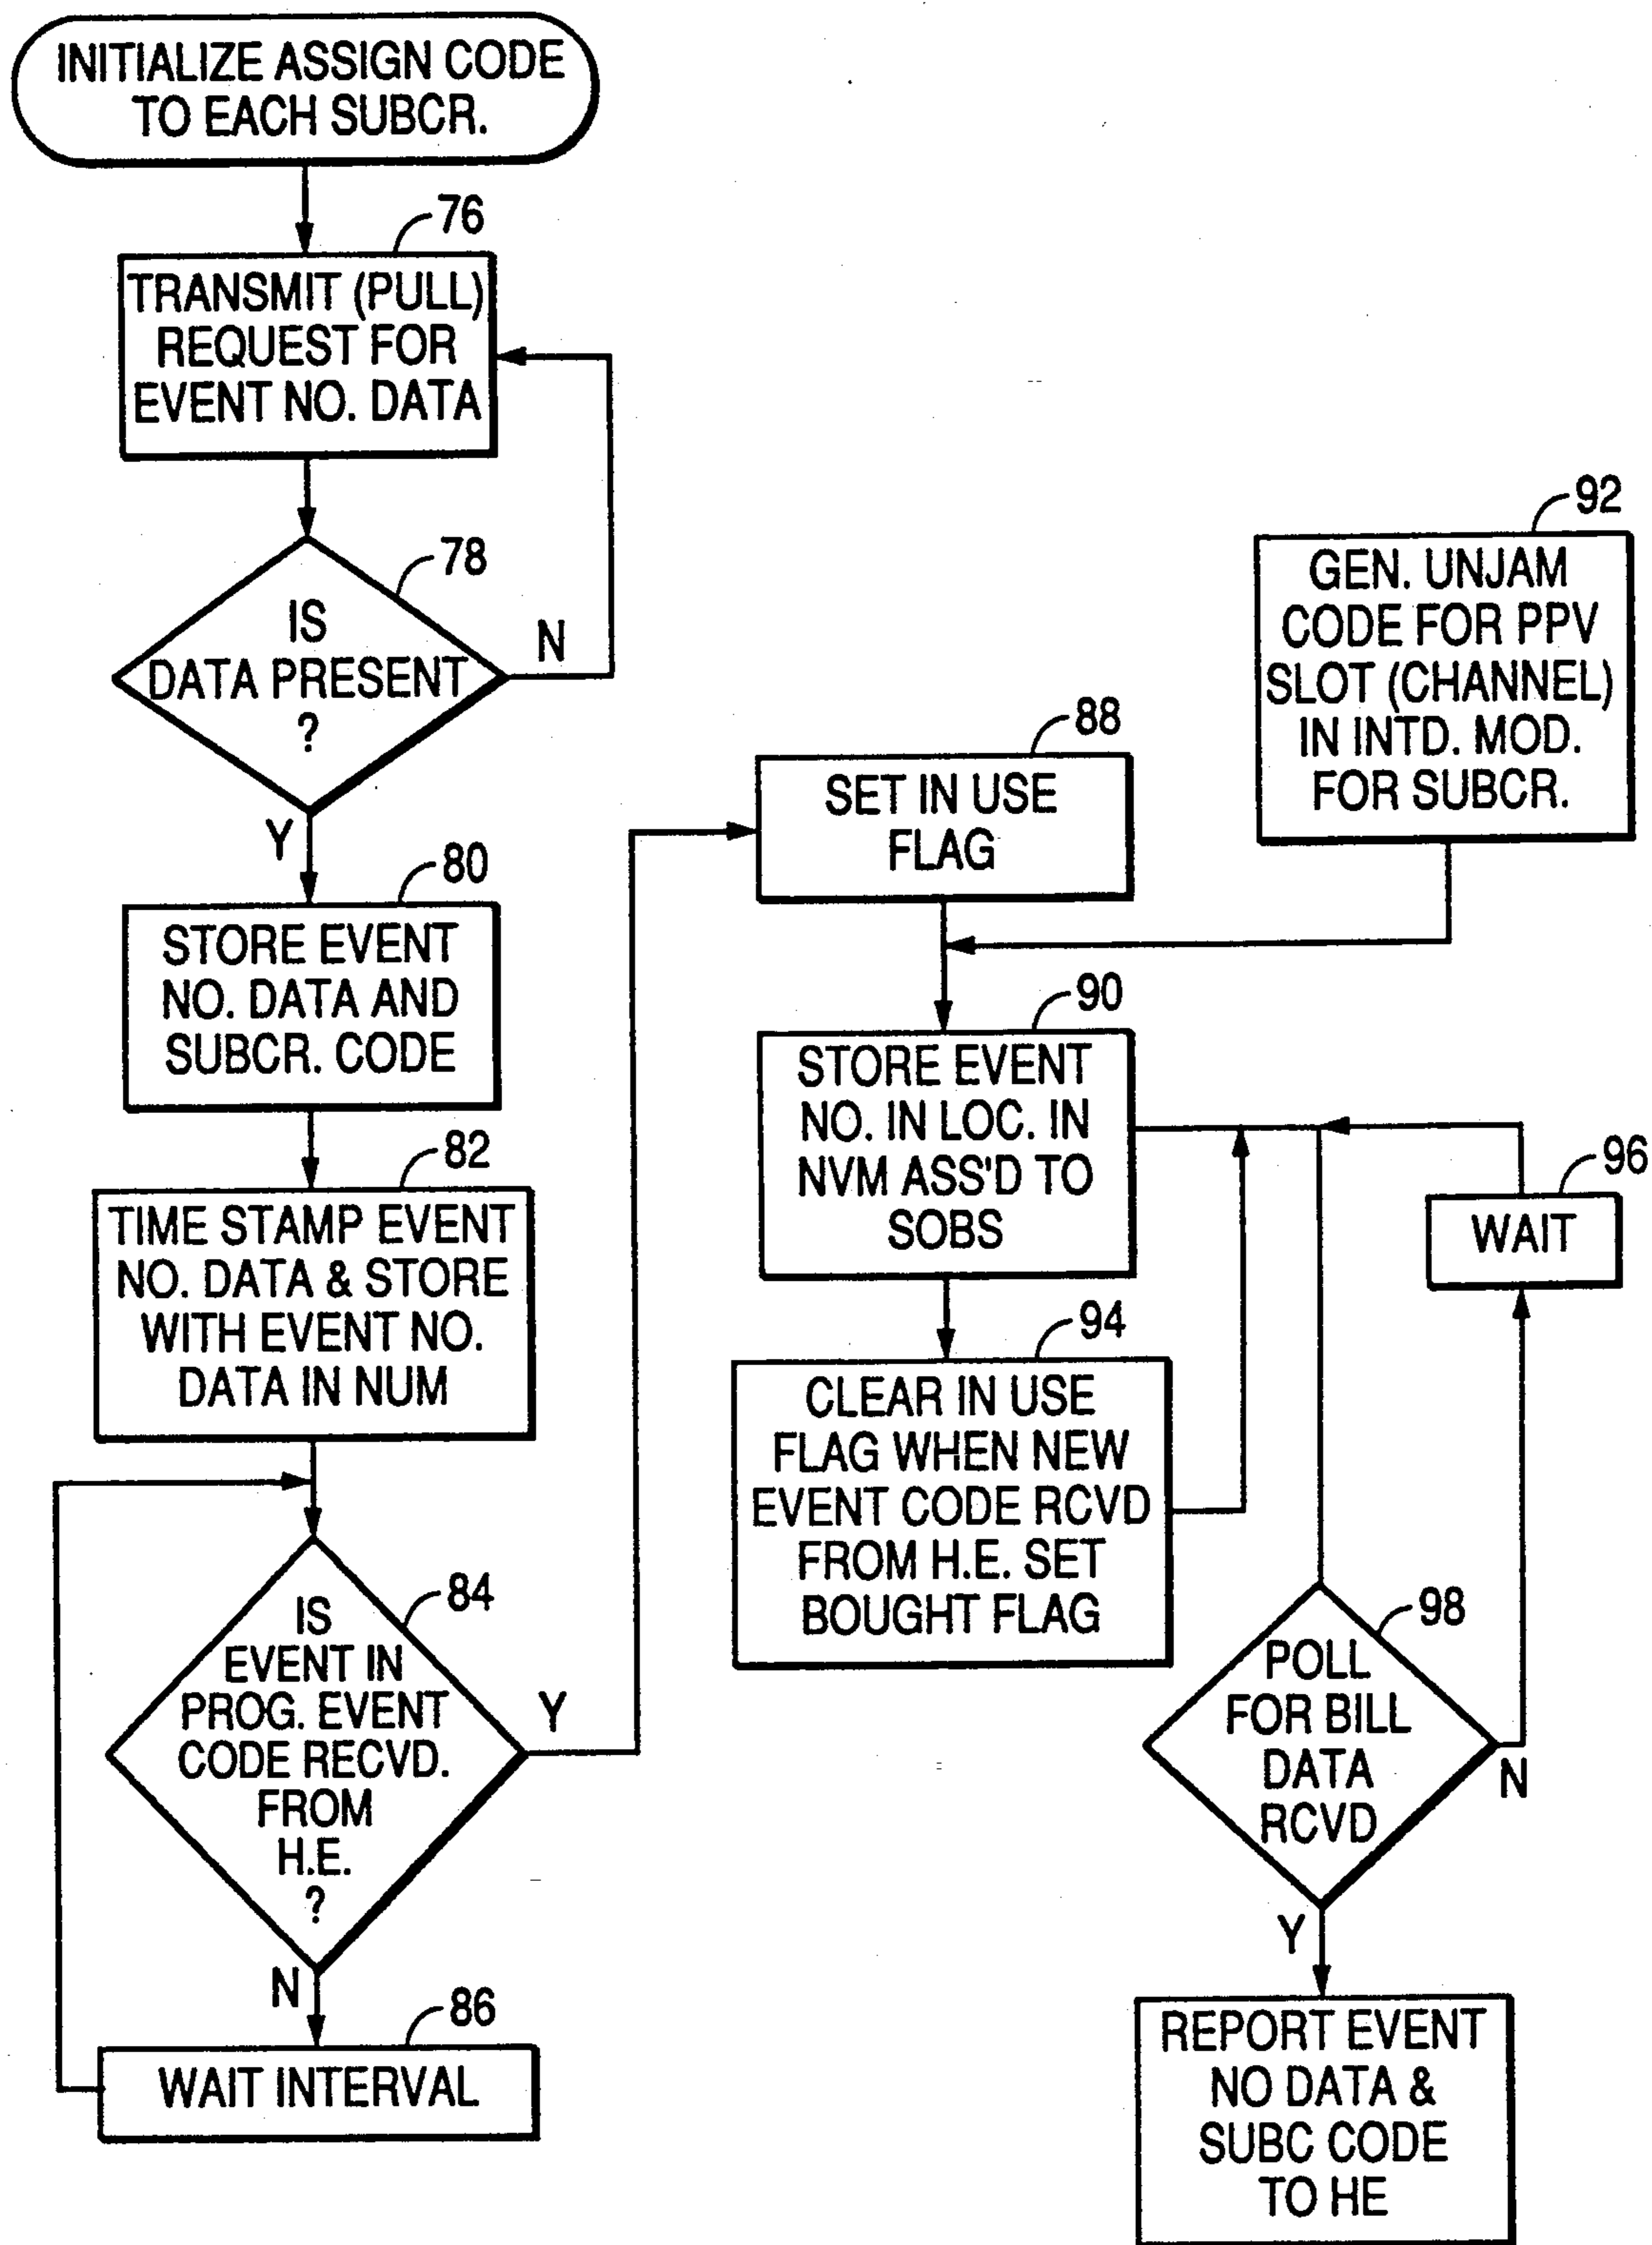 INITIALIZE ASSIGN CODE
TO EACH SUBCR.
76
TRANSMIT (PULL)
REQUEST FOR
EVENT NO. DATA
78
IS
DATA PRESENT
?
N
Y
80
STORE EVENT
NO. DATA AND
SUBCR. CODE
82
TIME STAMP EVENT
NO. DATA & STORE
WITH EVENT NO.
DATA IN NUM
84
IS
EVENT IN
PROG. EVENT
CODE RECVD.
FROM
H.E.
?
Y
N
86
WAIT INTERVAL
88
SET IN USE
FLAG
92
GEN. UNJAM
CODE FOR PPV
SLOT (CHANNEL)
IN INTD. MOD.
FOR SUBCR.
90
STORE EVENT
NO. IN LOC. IN
NVM ASS'D TO
SOBS
94
CLEAR IN USE
FLAG WHEN NEW
EVENT CODE RCVD
FROM H.E. SET
BOUGHT FLAG
96
WAIT
98
POLL
FOR BILL
DATA
RCVD
N
Y
REPORT EVENT
NO DATA &
SUBC CODE
TO HE